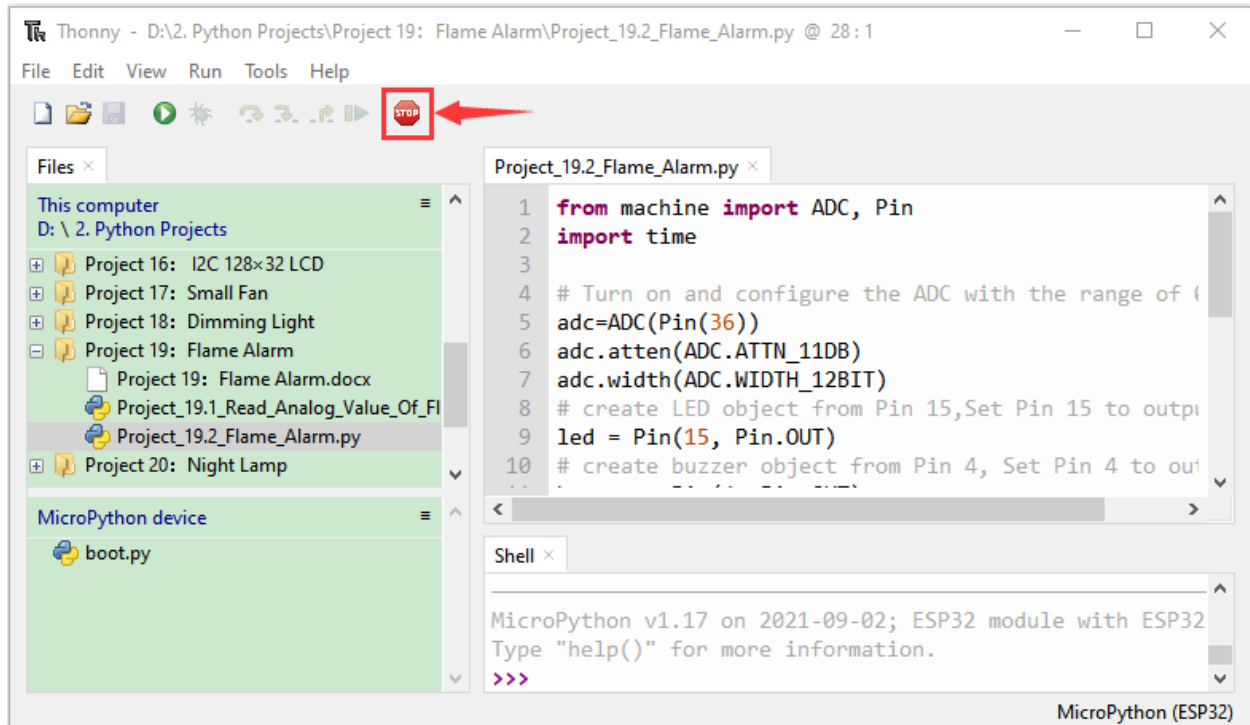 Thonny - D:\2. Python Projects\Project 19: Flame Alarm\Project_19.2_Flame_Alarm.py @ 28:1
File Edit View Run Tools Help
STOP
Files
This computer
D: \ 2. Python Projects
Project 16: I2C 128×32 LCD
Project 17: Small Fan
Project 18: Dimming Light
Project 19: Flame Alarm
Project 19: Flame Alarm.docx
Project_19.1_Read_Analog_Value_Of_Fl
Project_19.2_Flame_Alarm.py
Project 20: Night Lamp
MicroPython device
boot.py
Project_19.2_Flame_Alarm.py
1 from machine import ADC, Pin
2 import time
3
4 # Turn on and configure the ADC with the range of
5 adc=ADC(Pin(36))
6 adc.atten(ADC.ATTN_11DB)
7 adc.width(ADC.WIDTH_12BIT)
8 # create LED object from Pin 15,Set Pin 15 to outpu
9 led = Pin(15, Pin.OUT)
10 # create buzzer object from Pin 4, Set Pin 4 to out
Shell
MicroPython v1.17 on 2021-09-02; ESP32 module with ESP32
Type "help()" for more information.
>>>
MicroPython (ESP32)